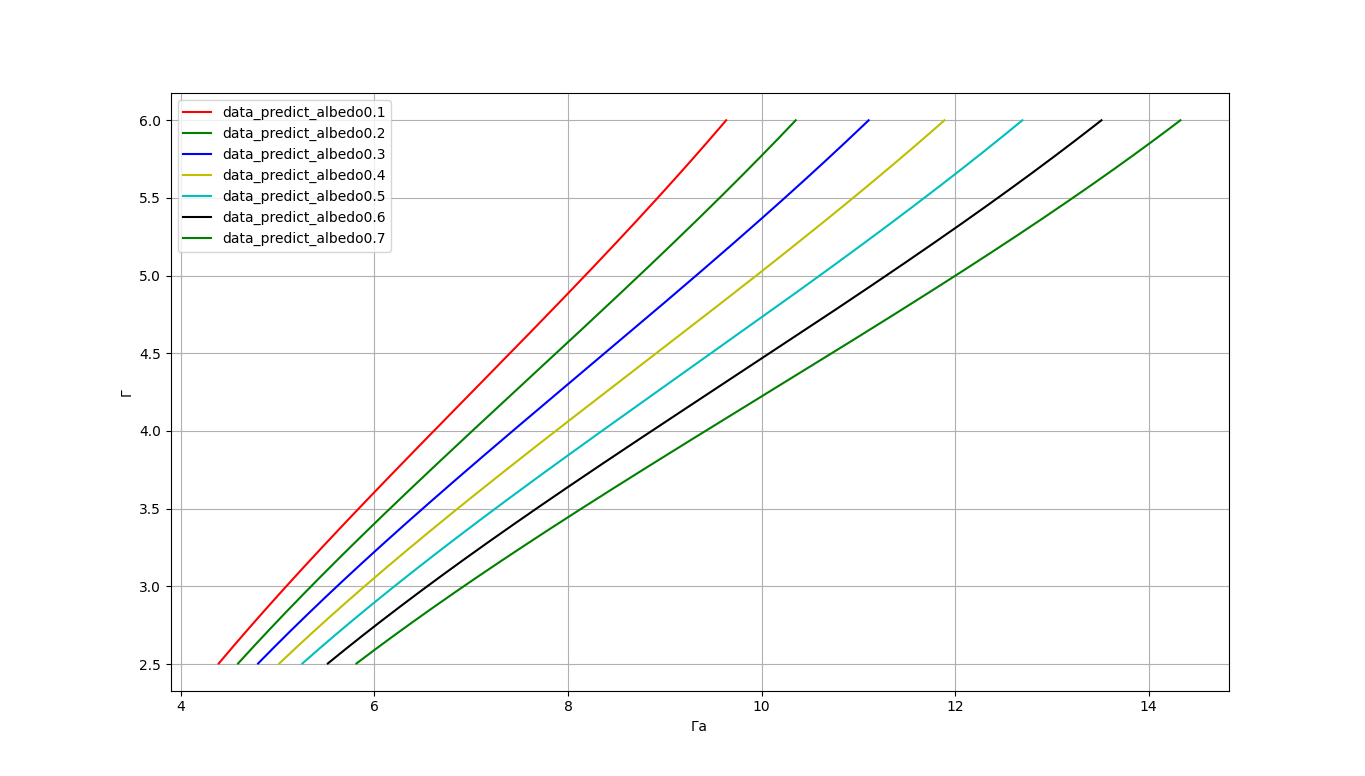 data_predict_albedo0.1
data_predict_albedo0.2
data_predict_albedo0.3
data_predict_albedo0.4
data_predict_albedo0.5
data_predict_albedo0.6
data_predict_albedo0.7
6.0
5.5
5.0
4.5
4.0
3.5
3.0
2.5
Г
4 6 8 10 12 14
Га